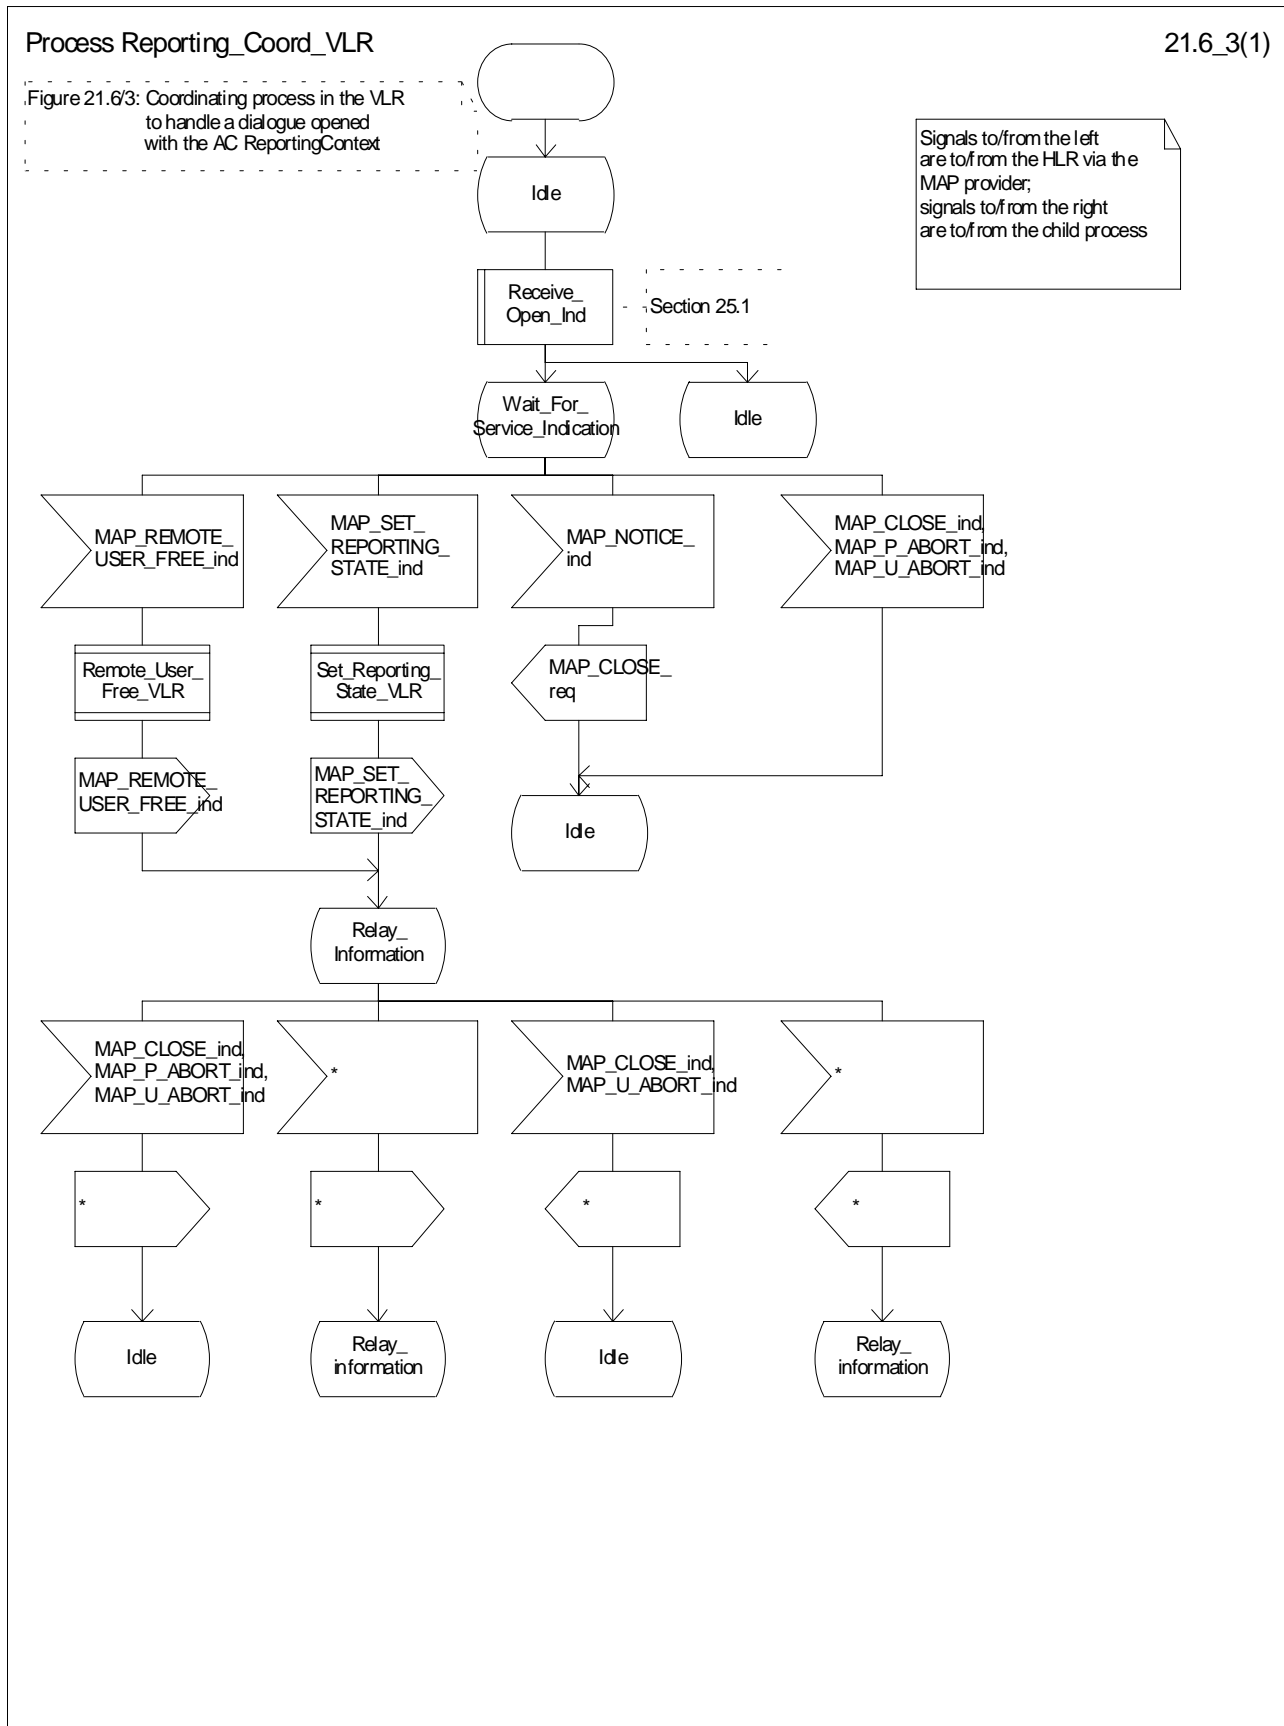 Process Reporting_Coord_VLR
21.6_3(1)
Figure 21.6/3: Coordinating process in the VLR
to handle a dialogue opened
with the AC ReportingContext
Signals to/from the left
are to/from the HLR via the
MAP provider;
signals to/from the right
are to/from the child process
Idle
Receive_
Open_Ind
Section 25.1
Wait_For_
Service_Indication
Idle
MAP_REMOTE_
USER_FREE_ind
MAP_SET_
REPORTING_
STATE_ind
MAP_NOTICE_
ind
MAP_CLOSE_ind,
MAP_P_ABORT_ind,
MAP_U_ABORT_ind
Remote_User_
Free_VLR
Set_Reporting_
State_VLR
MAP_CLOSE_
req
MAP_REMOTE_
USER_FREE_ind
MAP_SET_
REPORTING_
STATE_ind
Idle
Relay_
Information
MAP_CLOSE_ind,
MAP_P_ABORT_ind,
MAP_U_ABORT_ind
*
MAP_CLOSE_ind,
MAP_U_ABORT_ind
*
*
*
*
*
Idle
Relay_
information
Idle
Relay_
information